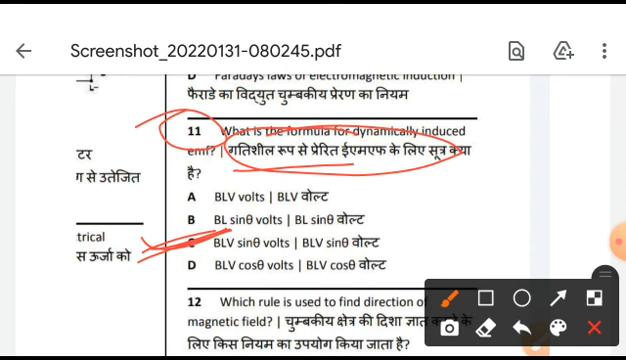 Screenshot_20220131-080245.pdf
D Faradays laws of electromagnetic induction |
फैराडे का विद्युत चुम्बकीय प्रेरण का नियम
11 What is the formula for dynamically induced
emf? | गतिशील रूप से प्रेरित ईएमएफ के लिए सूत्र क्या
है?
A BLV volts | BLV वोल्ट
B BL sinθ volts | BL sinθ वोल्ट
C BLV sinθ volts | BLV sinθ वोल्ट
D BLV cosθ volts | BLV cosθ वोल्ट
12 Which rule is used to find direction of
magnetic field? | चुम्बकीय क्षेत्र की दिशा ज्ञात करने के
लिए किस नियम का उपयोग किया जाता है?
टर
ग से उतेजित
trical
स ऊर्जा को